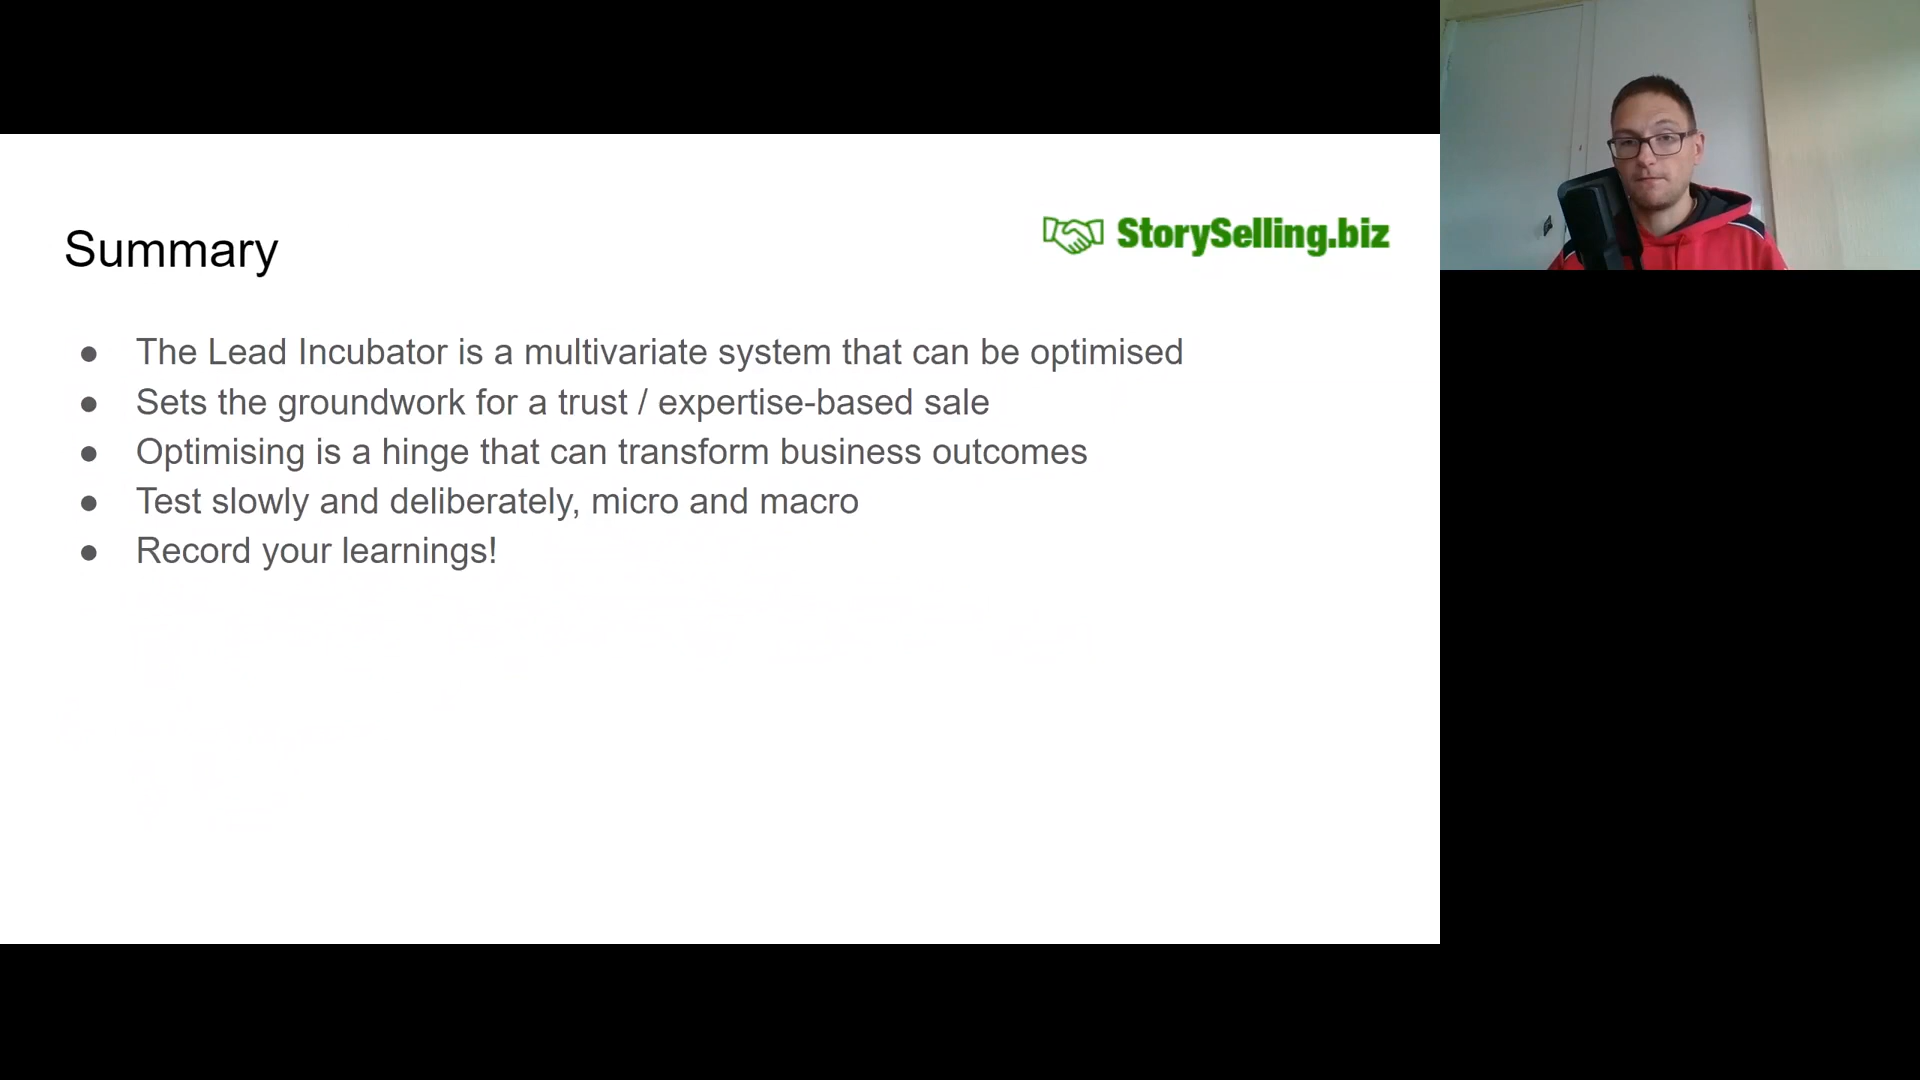 Summary
StorySelling.biz
● The Lead Incubator is a multivariate system that can be optimised
● Sets the groundwork for a trust / expertise-based sale
● Optimising is a hinge that can transform business outcomes
● Test slowly and deliberately, micro and macro
● Record your learnings!